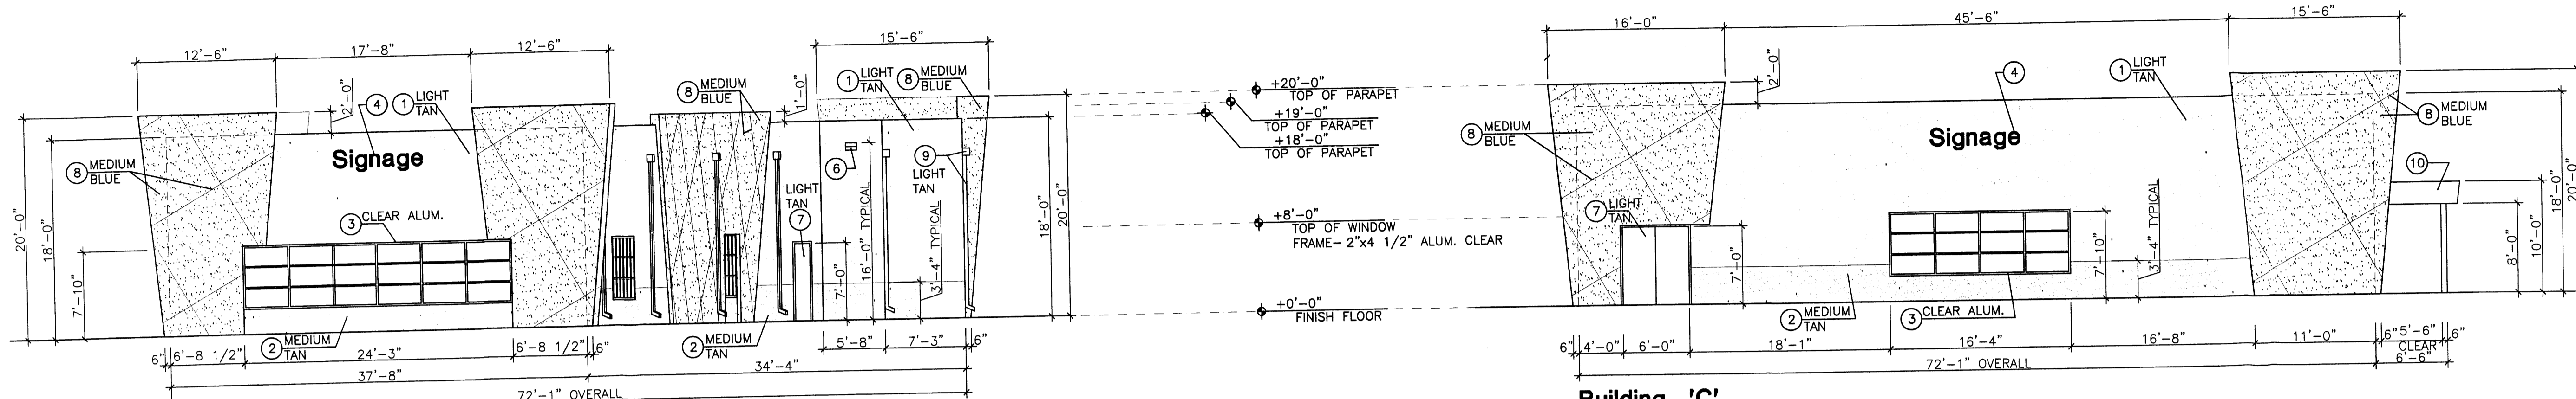 12'-6"
17'-8"
12'-6"
15'-6"
2'-0"
4
1 LIGHT
TAN
8 MEDIUM
BLUE
1'-0"
1 LIGHT
TAN
8 MEDIUM
BLUE
8 MEDIUM
BLUE
Signage
3 CLEAR ALUM.
6
9
LIGHT
TAN
LIGHT
TAN
7
20'-0"
18'-0"
7'-10"
7'-0"
16'-0" TYPICAL
3'-4" TYPICAL
18'-0"
20'-0"
2 MEDIUM
TAN
2 MEDIUM
TAN
6"
6'-8 1/2"
24'-3"
6'-8 1/2"
6"
5'-8"
7'-3"
6"
37'-8"
34'-4"
72'-1" OVERALL
+20'-0"
TOP OF PARAPET
+19'-0"
TOP OF PARAPET
+18'-0"
TOP OF PARAPET
+8'-0"
TOP OF WINDOW
FRAME- 2"x4 1/2" ALUM. CLEAR
+0'-0"
FINISH FLOOR
16'-0"
45'-6"
15'-6"
2'-0"
4
1 LIGHT
TAN
8 MEDIUM
BLUE
8 MEDIUM
BLUE
Signage
10
7 LIGHT
TAN
7'-0"
7'-10"
3'-4" TYPICAL
8'-0"
10'-0"
18'-0"
20'-0"
2 MEDIUM
TAN
3 CLEAR ALUM.
6"
4'-0"
6'-0"
18'-1"
16'-4"
16'-8"
11'-0"
6"
5'-6"
CLEAR
6"
6'-6"
72'-1" OVERALL
Building 'C'